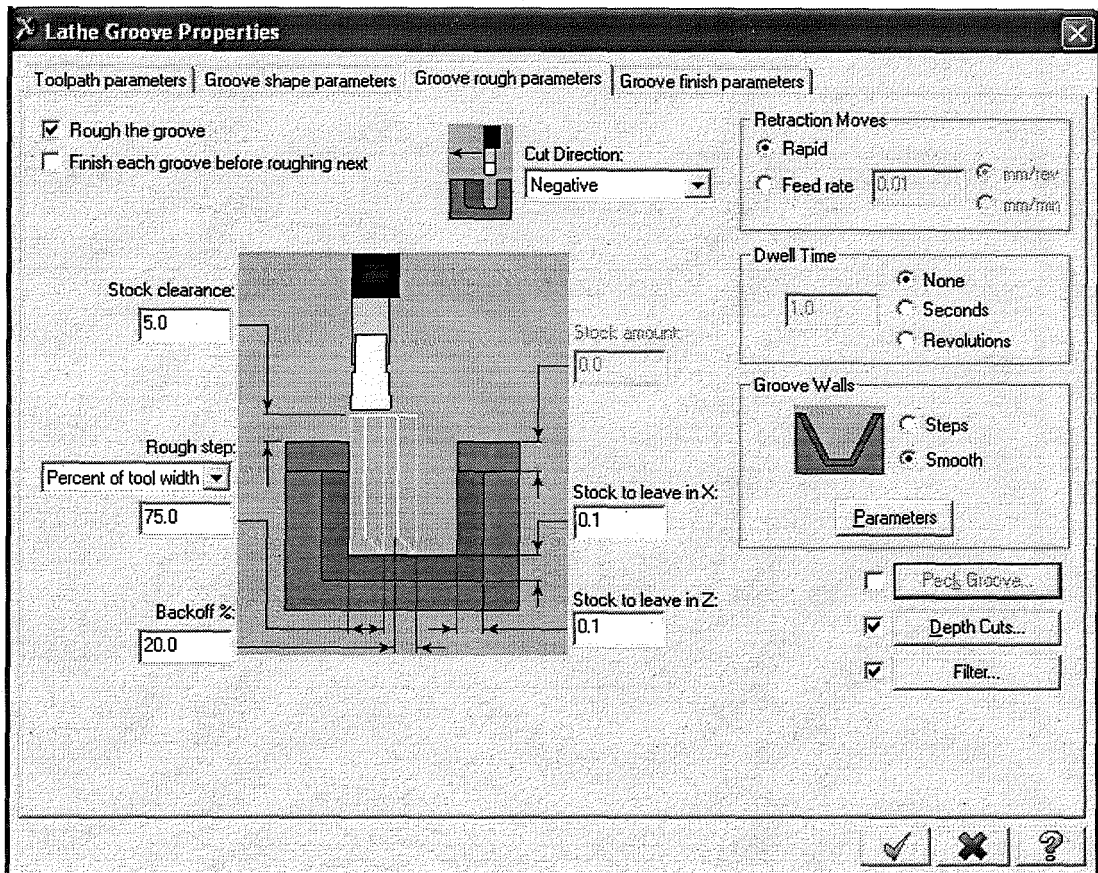 Lathe Groove Properties
Toolpath parameters
Groove shape parameters
Groove rough parameters
Groove finish parameters
Rough the groove
Finish each groove before roughing next
Cut Direction:
Negative
Retraction Moves
Rapid
Feed rate
0.01
mm/rev
mm/min
Dwell Time
1.0
None
Seconds
Revolutions
Stock clearance:
5.0
Stock amount:
0.0
Groove Walls
Steps
Smooth
Parameters
Rough step:
Percent of tool width
75.0
Stock to leave in X:
0.1
Backoff %:
20.0
Stock to leave in Z:
0.1
Peck Groove...
Depth Cuts...
Filter...